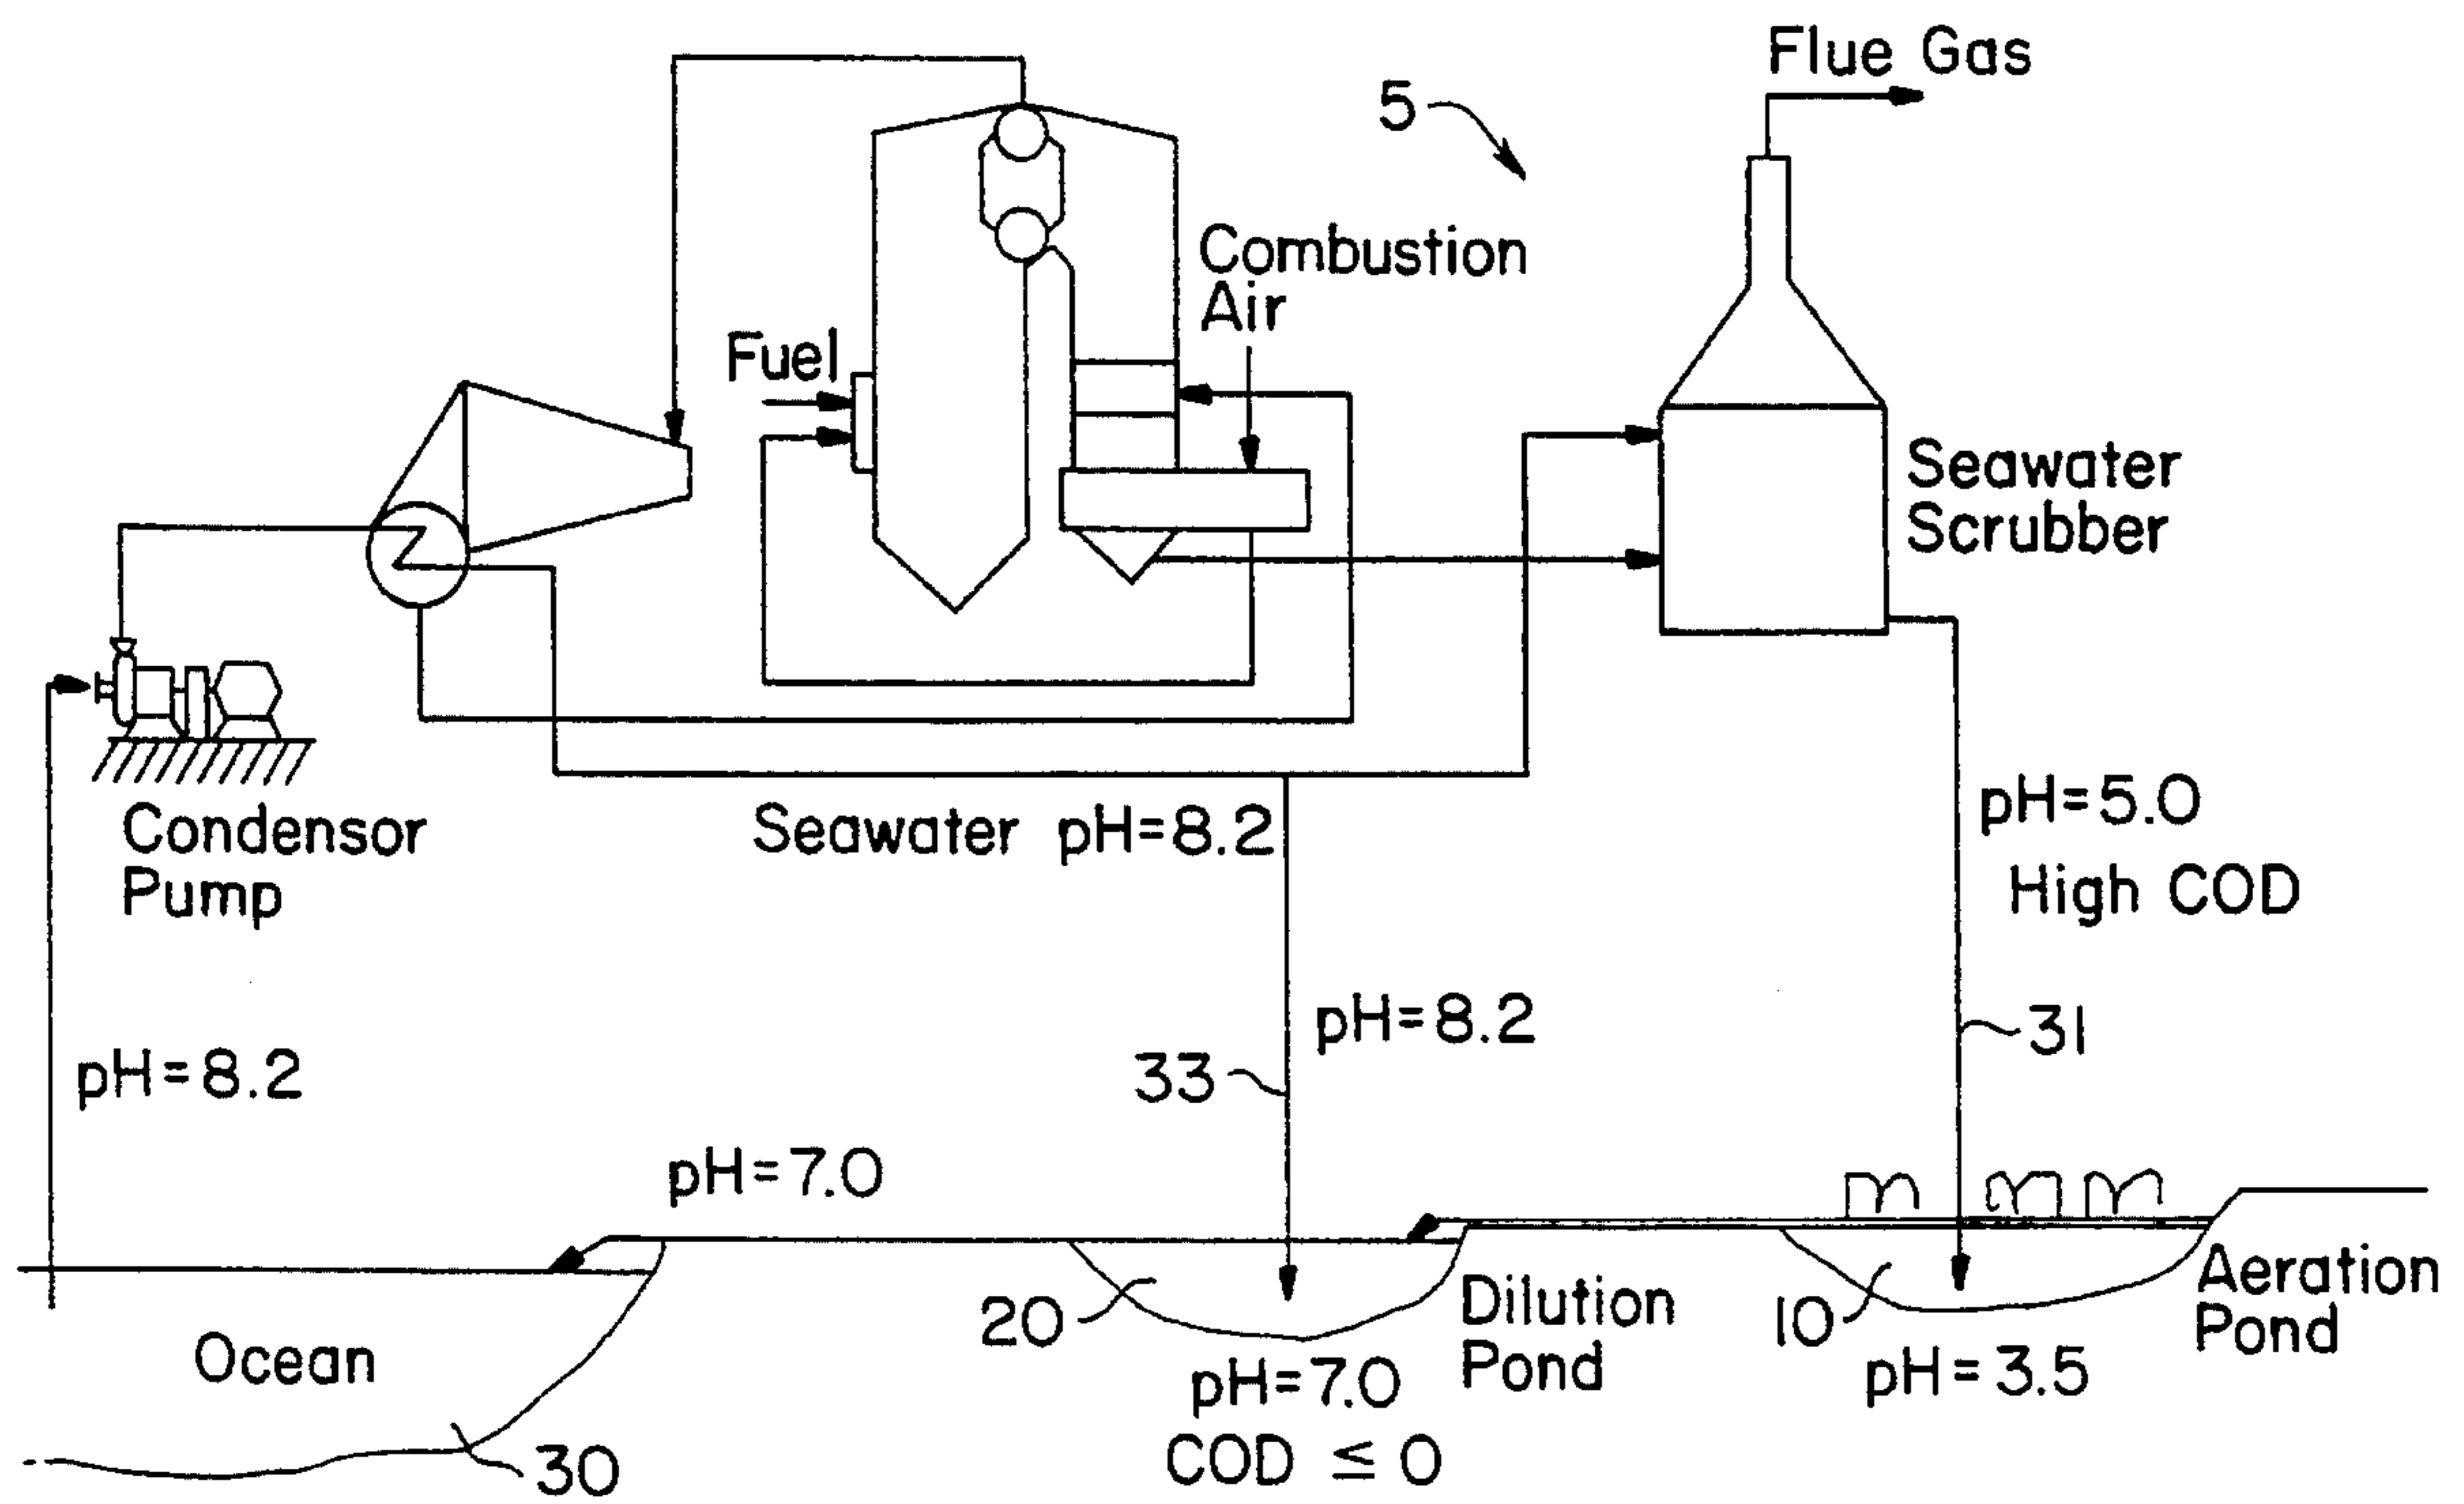 Flue Gas
5
Combustion
Air
Fuel
Seawater
Scrubber
Condensor
Pump
Seawater pH=8.2
pH=5.0
High COD
pH=8.2
33
31
pH=8.2
pH=7.0
20
Dilution
Pond
10
Aeration
Pond
Ocean
pH=7.0
COD ≤ 0
pH=3.5
30